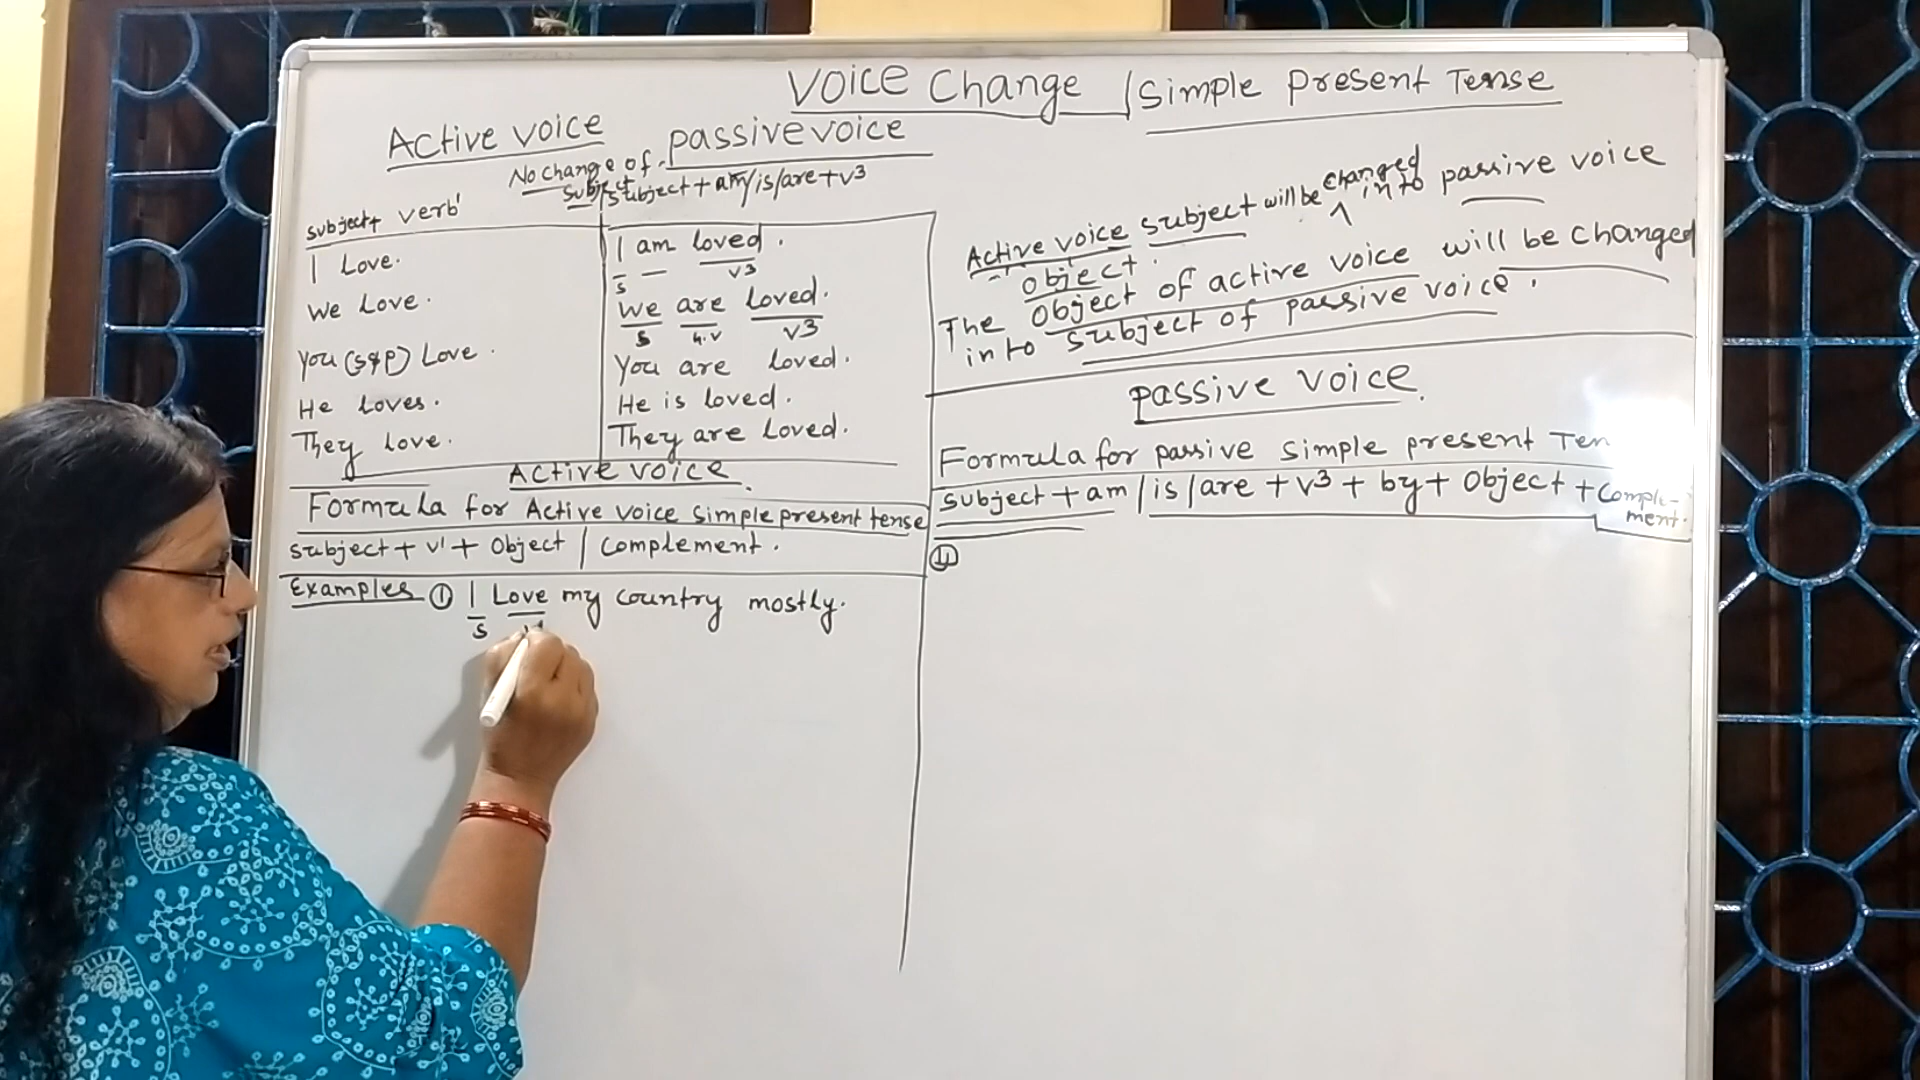 Voice Change / Simple Present Tense
Active voice
passive voice
No change of
subject
subject + am/is/are + v3
subject + verb1
I Love.
We Love.
You (s&p) Love.
He Loves.
They Love.
I am loved.
s v3
We are loved.
s h.v v3
You are loved.
He is loved.
They are loved.
Active voice subject will be changed into passive voice
object.
The object of active voice will be changed
into subject of passive voice.
Active voice.
Formula for Active voice simple present tense
subject + v1 + object / complement.
Examples ① I Love my country mostly.
s v1
passive voice.
Formula for passive simple present Ten
subject + am / is / are + v3 + by + object + comple-
ment.
①